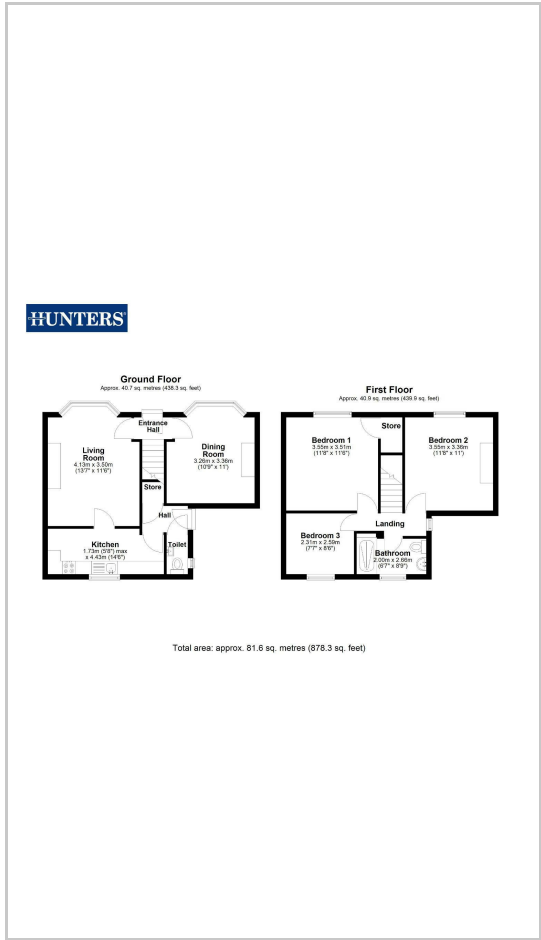 HUNTERS
Ground Floor
Approx. 40.7 sq. metres (438.3 sq. feet)
Entrance
Hall
Living
Room
4.13m x 3.50m
(13'7" x 11'6")
Dining
Room
3.26m x 3.36m
(10'9" x 11')
Store
Hall
Kitchen
1.73m (5'8") max
x 4.43m (14'6")
Toilet
First Floor
Approx. 40.9 sq. metres (439.9 sq. feet)
Store
Bedroom 1
3.55m x 3.51m
(11'8" x 11'6")
Bedroom 2
3.55m x 3.36m
(11'8" x 11')
Landing
Bedroom 3
2.31m x 2.59m
(7'7" x 8'6")
Bathroom
2.00m x 2.66m
(6'7" x 8'9")
Total area: approx. 81.6 sq. metres (878.3 sq. feet)